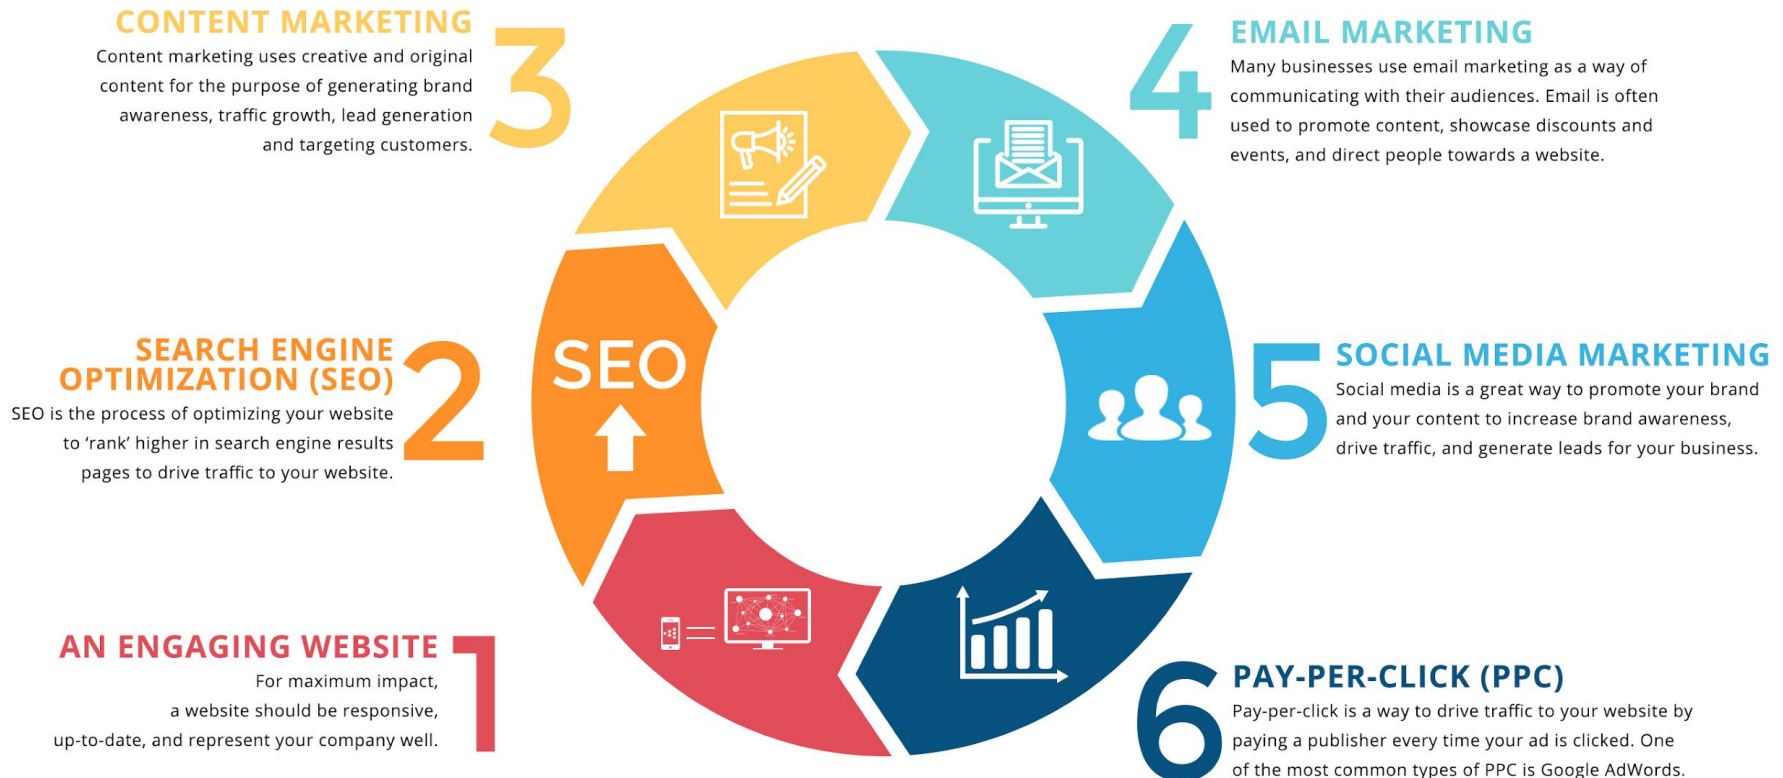 CONTENT MARKETING
Content marketing uses creative and original
content for the purpose of generating brand
awareness, traffic growth, lead generation
and targeting customers.
3
4
EMAIL MARKETING
Many businesses use email marketing as a way of
communicating with their audiences. Email is often
used to promote content, showcase discounts and
events, and direct people towards a website.
SEARCH ENGINE
OPTIMIZATION (SEO)
SEO is the process of optimizing your website
to ‘rank’ higher in search engine results
pages to drive traffic to your website.
2
SEO
5
SOCIAL MEDIA MARKETING
Social media is a great way to promote your brand
and your content to increase brand awareness,
drive traffic, and generate leads for your business.
AN ENGAGING WEBSITE
For maximum impact,
a website should be responsive,
up-to-date, and represent your company well.
1
6
PAY-PER-CLICK (PPC)
Pay-per-click is a way to drive traffic to your website by
paying a publisher every time your ad is clicked. One
of the most common types of PPC is Google AdWords.